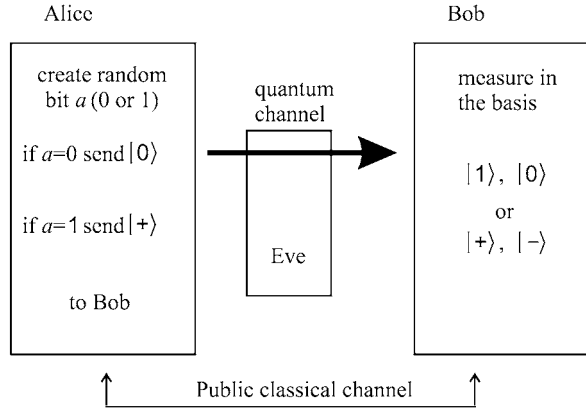 Alice
Bob
create random
bit a (0 or 1)
if a=0 send |0⟩
if a=1 send |+⟩
to Bob
quantum
channel
Eve
measure in
the basis
|1⟩, |0⟩
or
|+⟩, |−⟩
Public classical channel